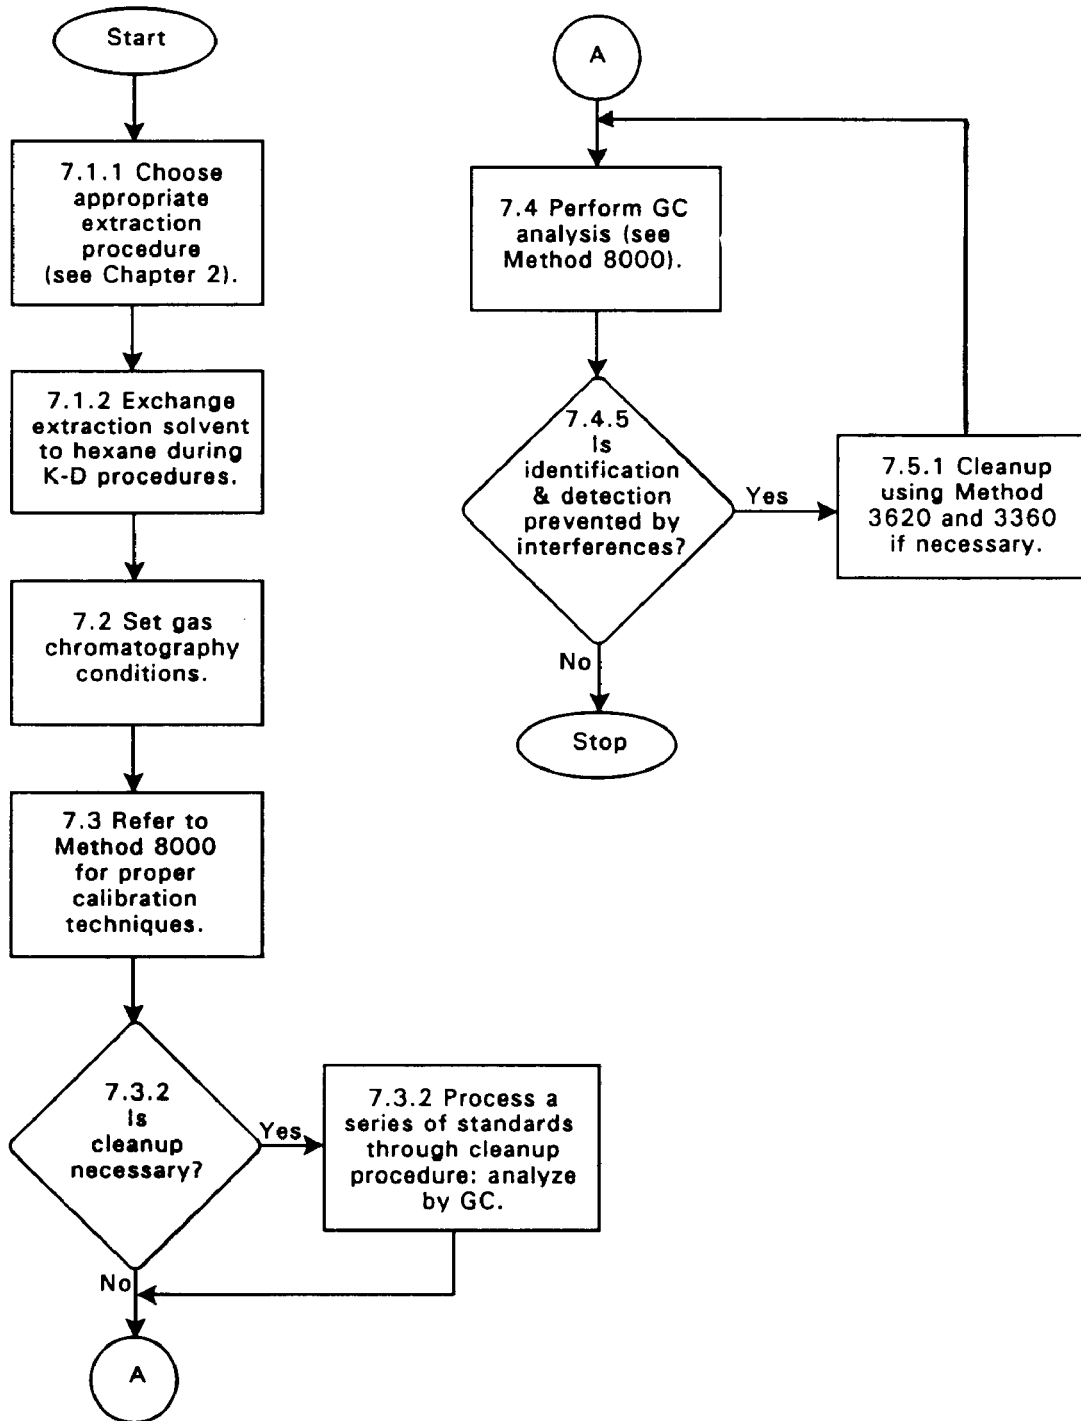 Start
7.1.1 Choose
appropriate
extraction
procedure
(see Chapter 2).
7.1.2 Exchange
extraction solvent
to hexane during
K-D procedures.
7.2 Set gas
chromatography
conditions.
7.3 Refer to
Method 8000
for proper
calibration
techniques.
7.3.2
Is
cleanup
necessary?
Yes
7.3.2 Process a
series of standards
through cleanup
procedure: analyze
by GC.
No
A
A
7.4 Perform GC
analysis (see
Method 8000).
7.4.5
Is
identification
& detection
prevented by
interferences?
Yes
7.5.1 Cleanup
using Method
3620 and 3360
if necessary.
No
Stop